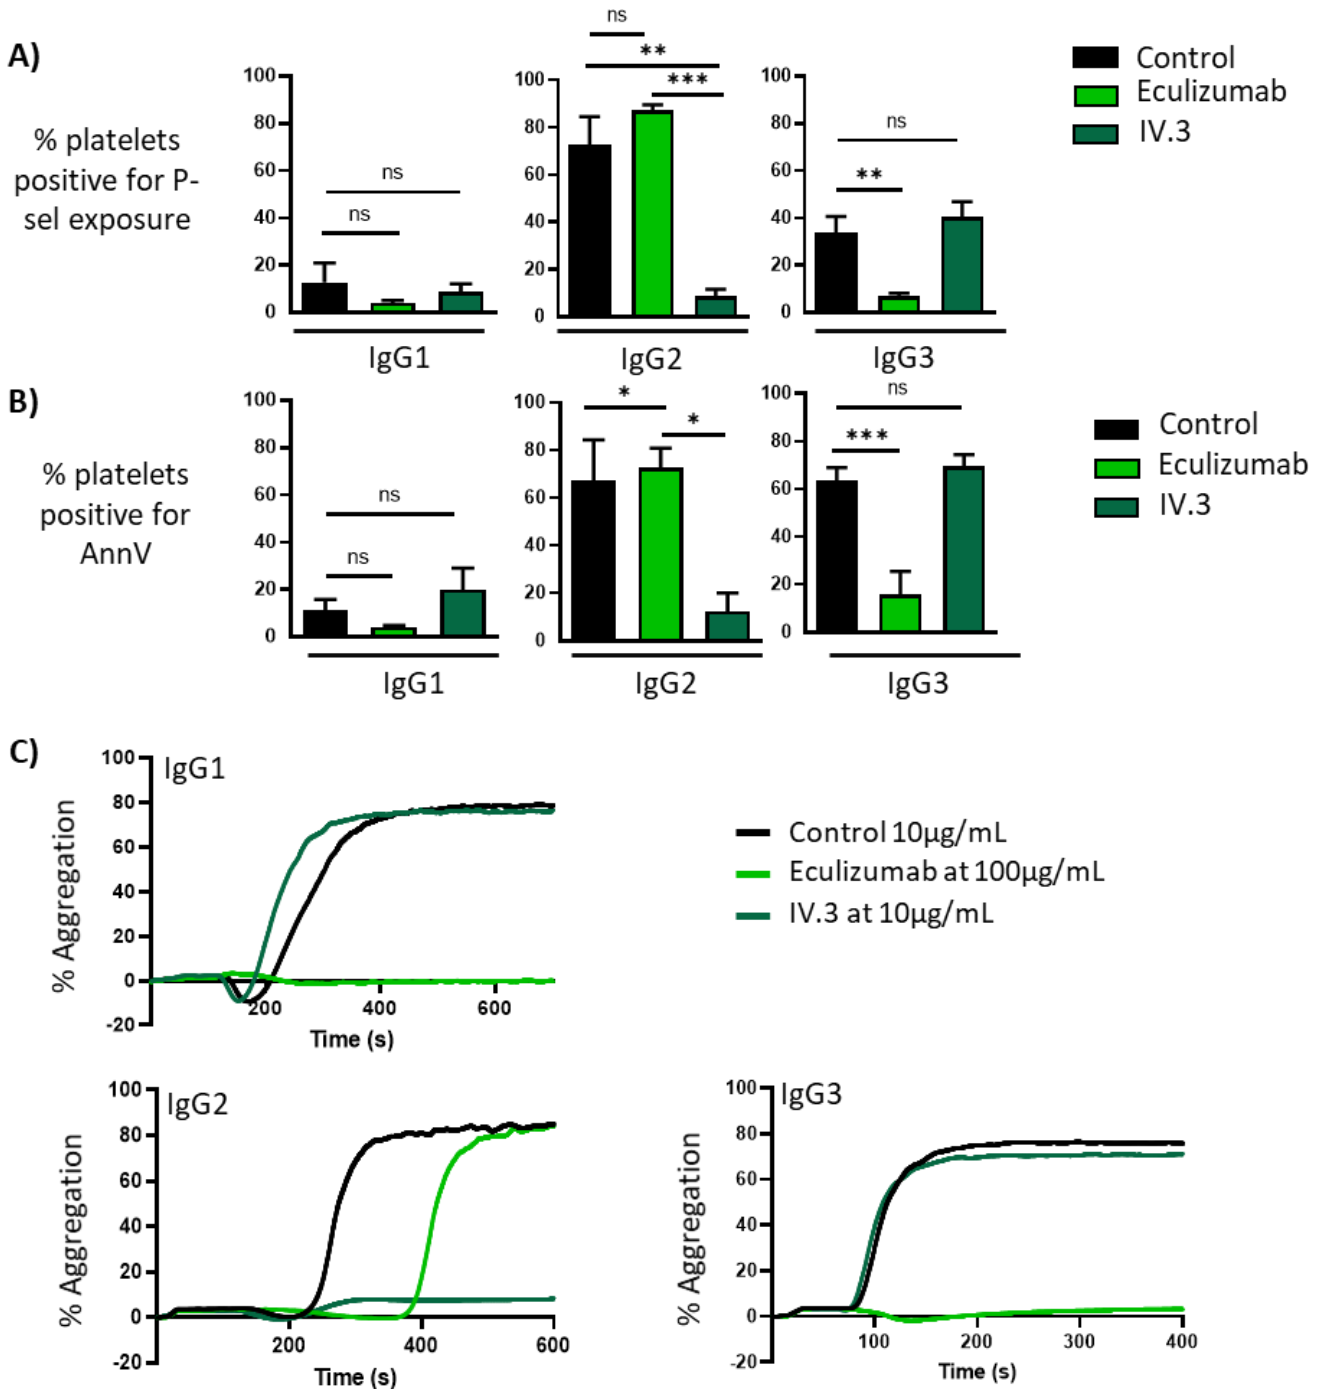 A)
% platelets
positive for P-
sel exposure
100
80
60
40
20
0
ns
ns
IgG1
100
80
60
40
20
0
ns
**
***
IgG2
100
80
60
40
20
0
ns
**
IgG3
Control
Eculizumab
IV.3
B)
% platelets
positive for
AnnV
100
80
60
40
20
0
ns
ns
IgG1
100
80
60
40
20
0
*
*
IgG2
100
80
60
40
20
0
ns
***
IgG3
Control
Eculizumab
IV.3
C)
IgG1
% Aggregation
100
80
60
40
20
0
-20
200 400 600
Time (s)
Control 10µg/mL
Eculizumab at 100µg/mL
IV.3 at 10µg/mL
IgG2
% Aggregation
100
80
60
40
20
0
-20
200 400 600
Time (s)
IgG3
% Aggregation
100
80
60
40
20
0
-20
100 200 300 400
Time (s)